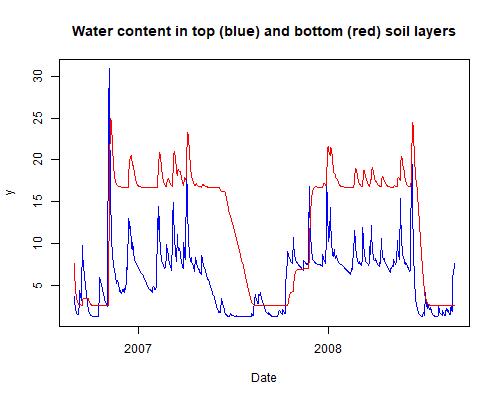 Water content in top (blue) and bottom (red) soil layers
30
25
20
15
10
5
y
2007 2008
Date